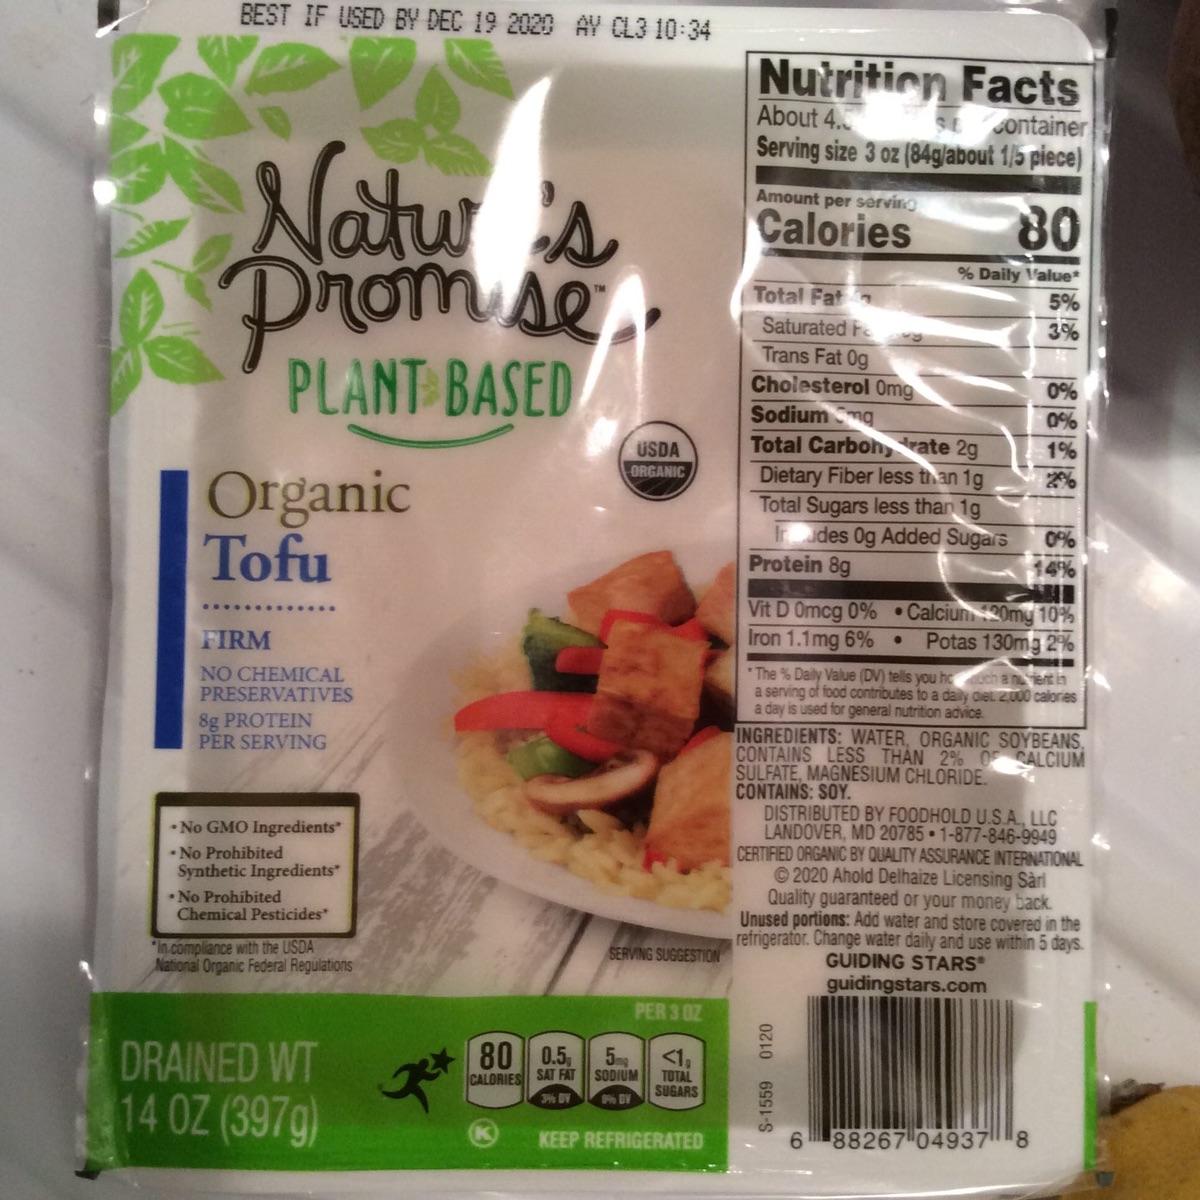 BEST IF USED BY DEC 19 2020 AY CL3 10:34
Nature's
Promise™
PLANT BASED
USDA
ORGANIC
Organic
Tofu
FIRM
NO CHEMICAL
PRESERVATIVES
8g PROTEIN
PER SERVING
• No GMO Ingredients*
• No Prohibited
Synthetic Ingredients*
• No Prohibited
Chemical Pesticides*
*In compliance with the USDA
National Organic Federal Regulations
SERVING SUGGESTION
PER 3 OZ
DRAINED WT
14 OZ (397g)
80
CALORIES
0.5g
SAT FAT
3% DV
5mg
SODIUM
0% DV
<1g
TOTAL
SUGARS
K
KEEP REFRIGERATED
Nutrition Facts
About container
Serving size 3 oz (84g/about 1/5 piece)
Amount per serving
Calories 80
% Daily Value*
Total Fat 5%
Saturated 3%
Trans Fat 0g
Cholesterol 0mg 0%
Sodium 5mg 0%
Total Carbohydrate 2g 1%
Dietary Fiber less than 1g 2%
Total Sugars less than 1g
Includes 0g Added Sugars 0%
Protein 8g 14%
Vit D 0mcg 0% • Calcium 120mg 10%
Iron 1.1mg 6% • Potas 130mg 2%
*The % Daily Value (DV) tells you how much a nutrient in
a serving of food contributes to a daily diet. 2,000 calories
a day is used for general nutrition advice.
INGREDIENTS: WATER, ORGANIC SOYBEANS,
CONTAINS LESS THAN 2% OF CALCIUM
SULFATE, MAGNESIUM CHLORIDE.
CONTAINS: SOY.
DISTRIBUTED BY FOODHOLD U.S.A., LLC
LANDOVER, MD 20785 • 1-877-846-9949
CERTIFIED ORGANIC BY QUALITY ASSURANCE INTERNATIONAL
© 2020 Ahold Delhaize Licensing Sàrl
Quality guaranteed or your money back.
Unused portions: Add water and store covered in the
refrigerator. Change water daily and use within 5 days.
GUIDING STARS®
guidingstars.com
S-1559 0120
6 88267 04937 8